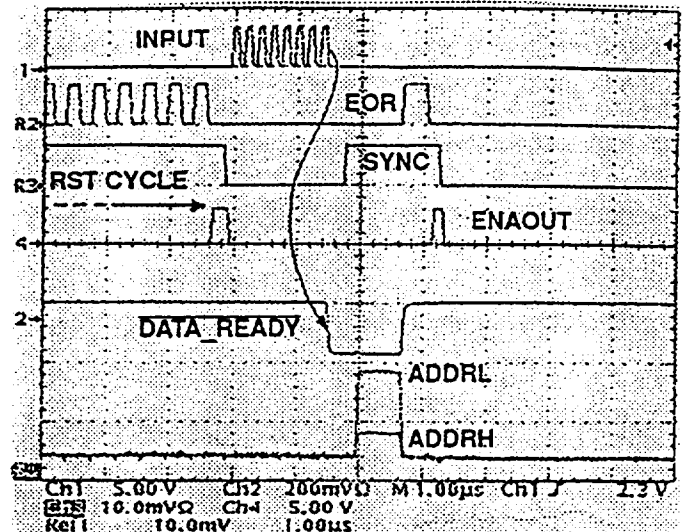 INPUT
1-
EOR
R2
SYNC
R3
RST CYCLE
ENAOUT
4-
2-
DATA_READY
ADDRL
ADDRH
Ch1 5.00 V Ch2 200mVΩ M 1.00µs Ch1 2.3 V
10.0mVΩ Ch4 5.00 V
Ref1 10.0mV 1.00µs